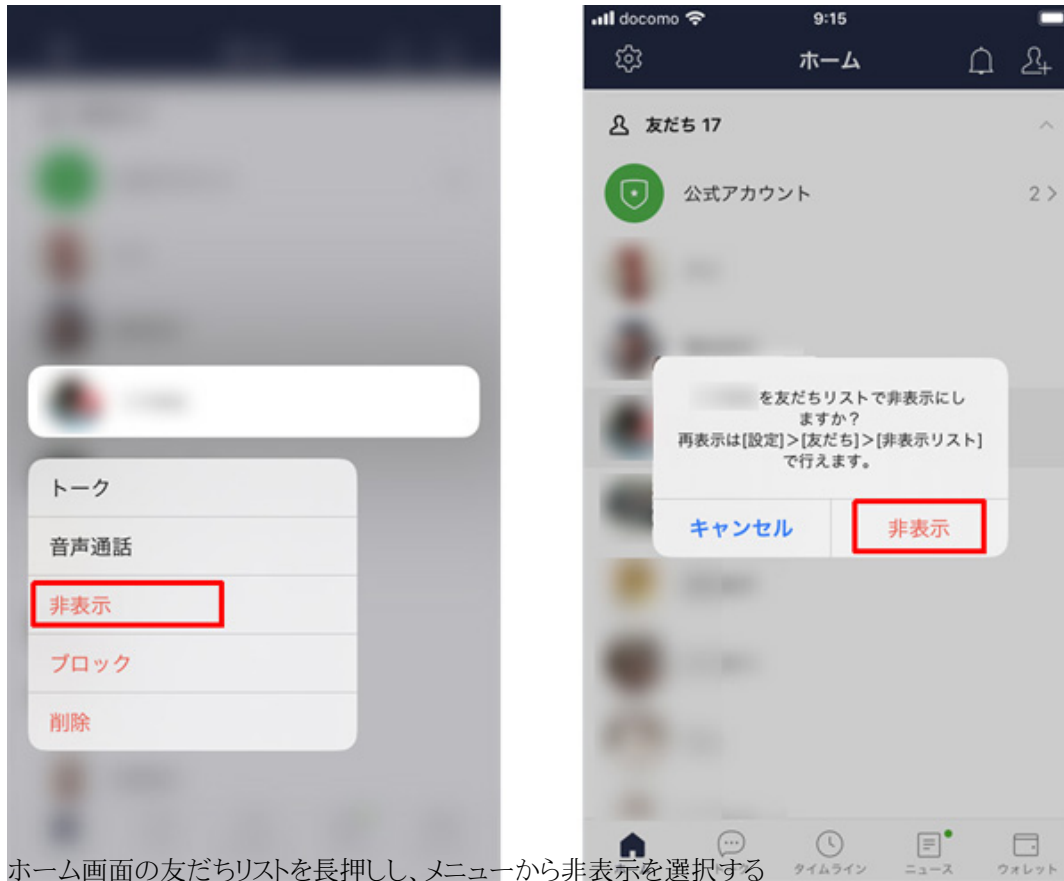 トーク
音声通話
非表示
ブロック
削除
docomo 9:15
ホーム
友だち 17
公式アカウント 2
を友だちリストで非表示にし
ますか？
再表示は[設定]>[友だち]>[非表示リスト]
で行えます。
キャンセル 非表示
タイムライン ニュース ウォレット
ホーム画面の友だちリストを長押しし、メニューから非表示を選択する